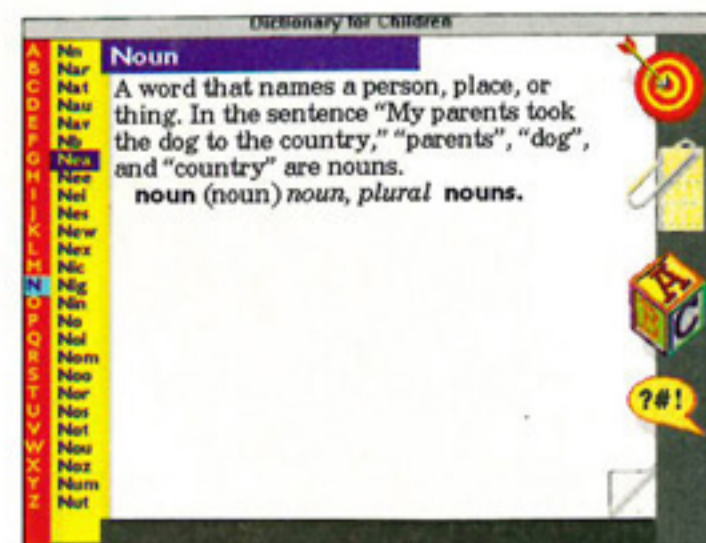 Dictionary for Children
A
B
C
D
E
F
G
H
I
J
K
L
M
N
O
P
Q
R
S
T
U
V
W
X
Y
Z
Nn
Nar
Nat
Nau
Nav
Nb
Nea
Nee
Nei
Nes
New
Nex
Nic
Nig
Nin
No
Noi
Nom
Noo
Nor
Nos
Not
Nou
Noz
Num
Nut
Noun
A word that names a person, place, or
thing. In the sentence “My parents took
the dog to the country,” “parents”, “dog”,
and “country” are nouns.
noun (noun) noun, plural nouns.
A
B
C
?#!